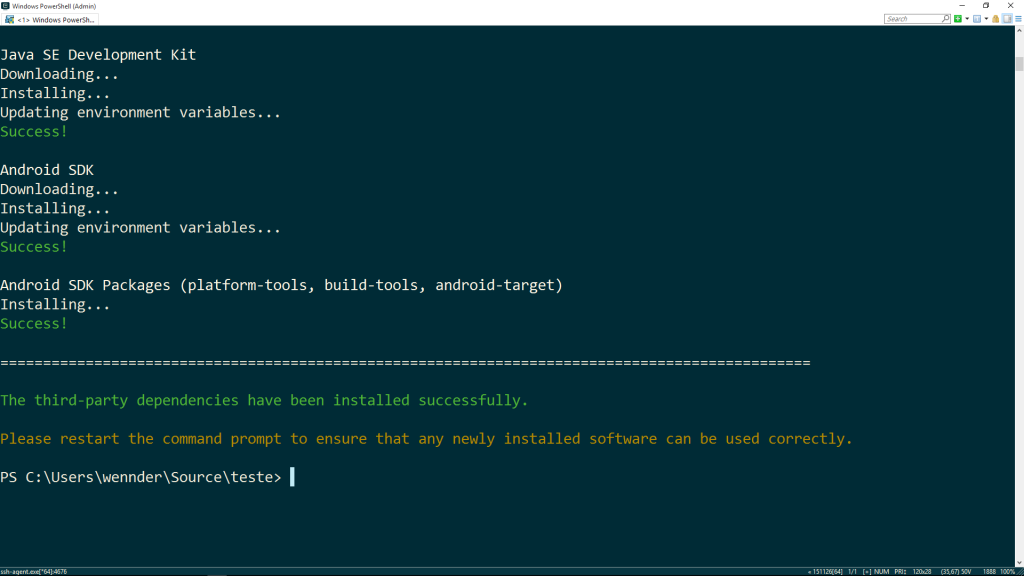 Windows PowerShell (Admin)
<1> Windows PowerSh...
Search
Java SE Development Kit
Downloading...
Installing...
Updating environment variables...
Success!
Android SDK
Downloading...
Installing...
Updating environment variables...
Success!
Android SDK Packages (platform-tools, build-tools, android-target)
Installing...
Success!
===============================================================================================
The third-party dependencies have been installed successfully.
Please restart the command prompt to ensure that any newly installed software can be used correctly.
PS C:\Users\wennder\Source\teste>
ssh-agent.exe[*64]:4676
« 151126[64] 1/1 [+] NUM PRI: 120x28 (35,67) 50V 1888 100%